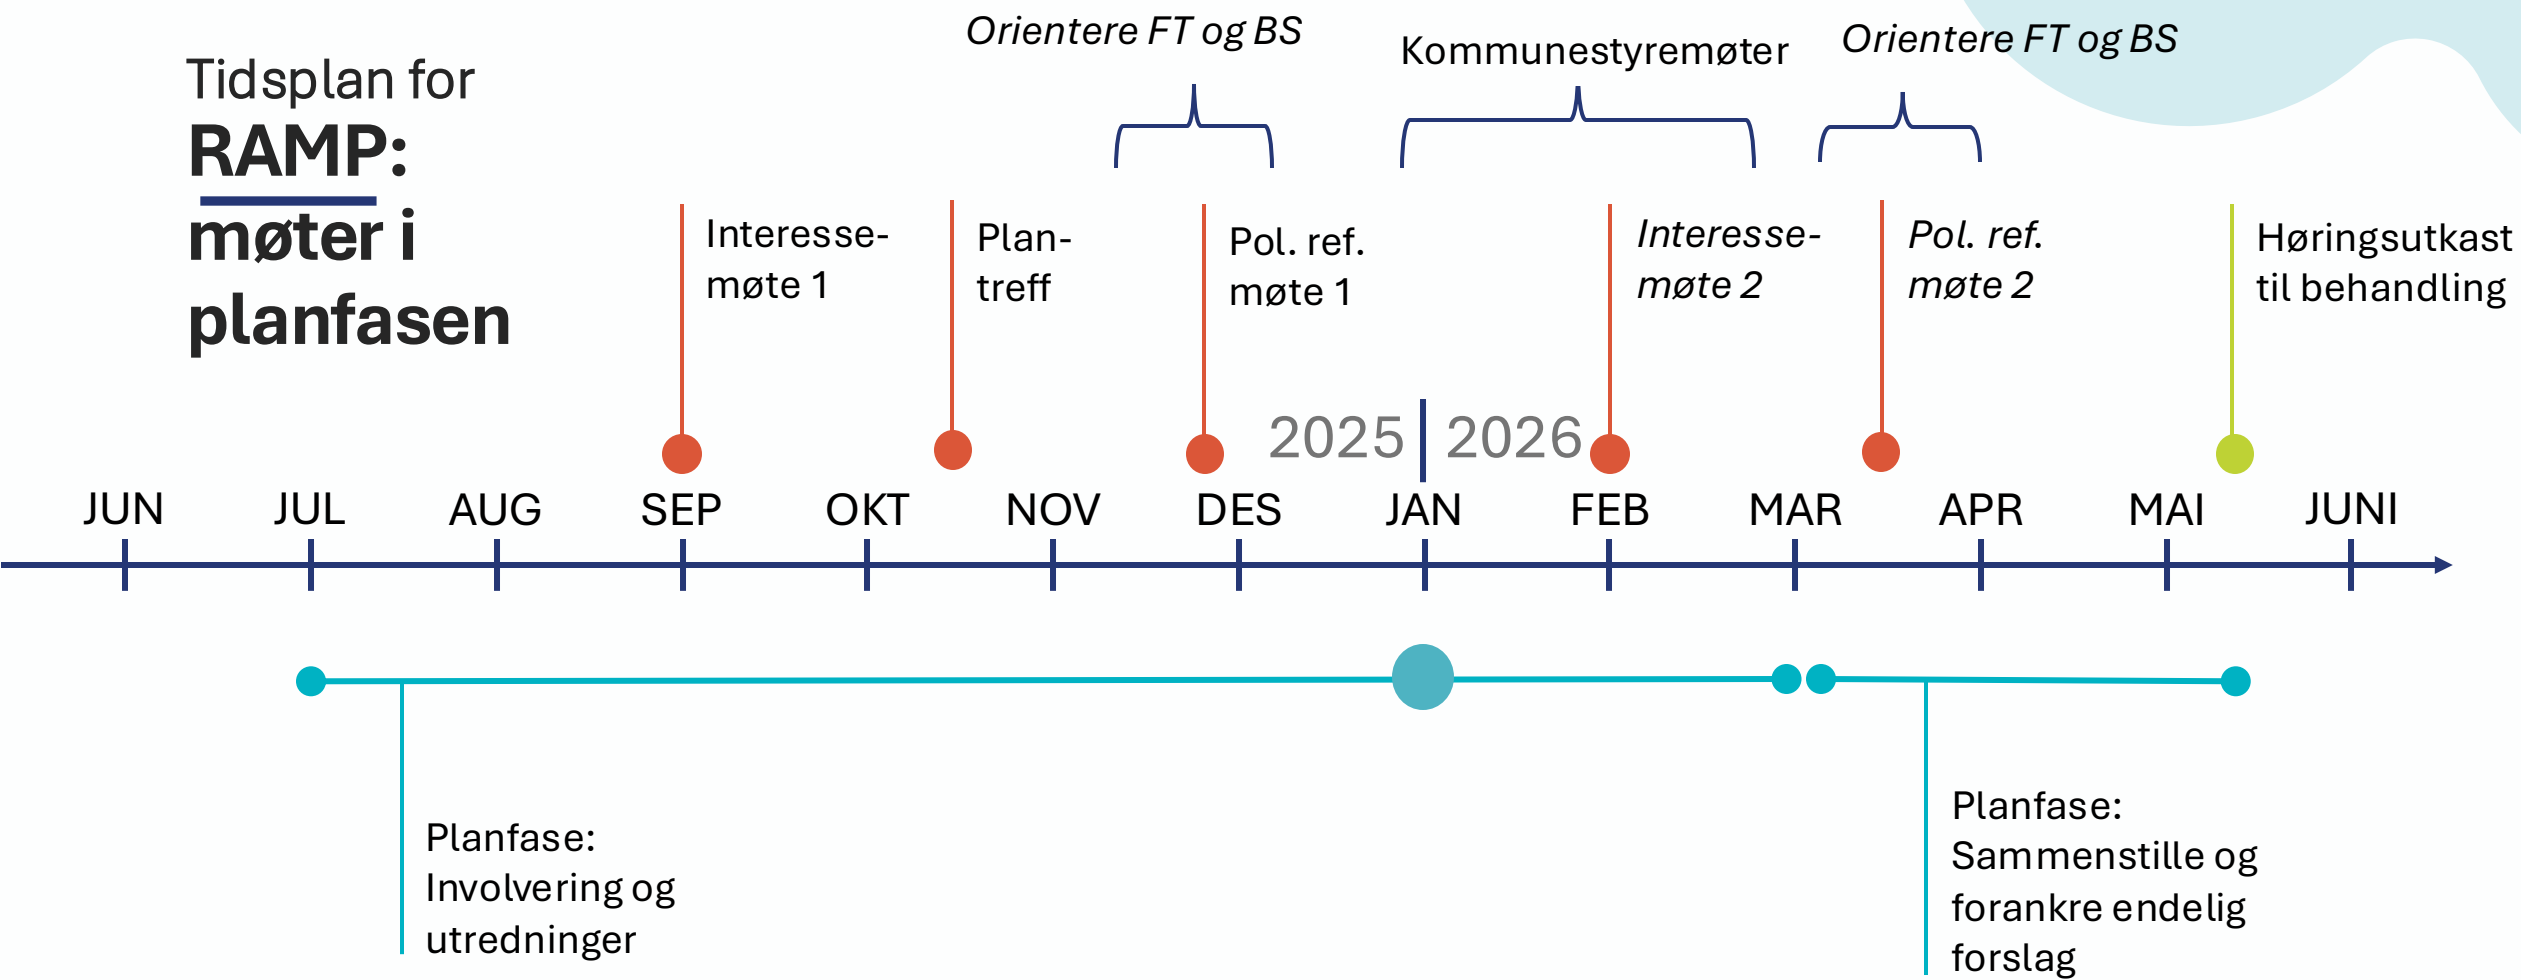 Tidsplan for
RAMP:
møter i
planfasen
Orientere FT og BS
Kommunestyremøter
Orientere FT og BS
Interesse-
møte 1
Plan-
treff
Pol. ref.
møte 1
Interesse-
møte 2
Pol. ref.
møte 2
Høringsutkast
til behandling
2025
2026
JUN
JUL
AUG
SEP
OKT
NOV
DES
JAN
FEB
MAR
APR
MAI
JUNI
Planfase:
Involvering og
utredninger
Planfase:
Sammenstille og
forankre endelig
forslag